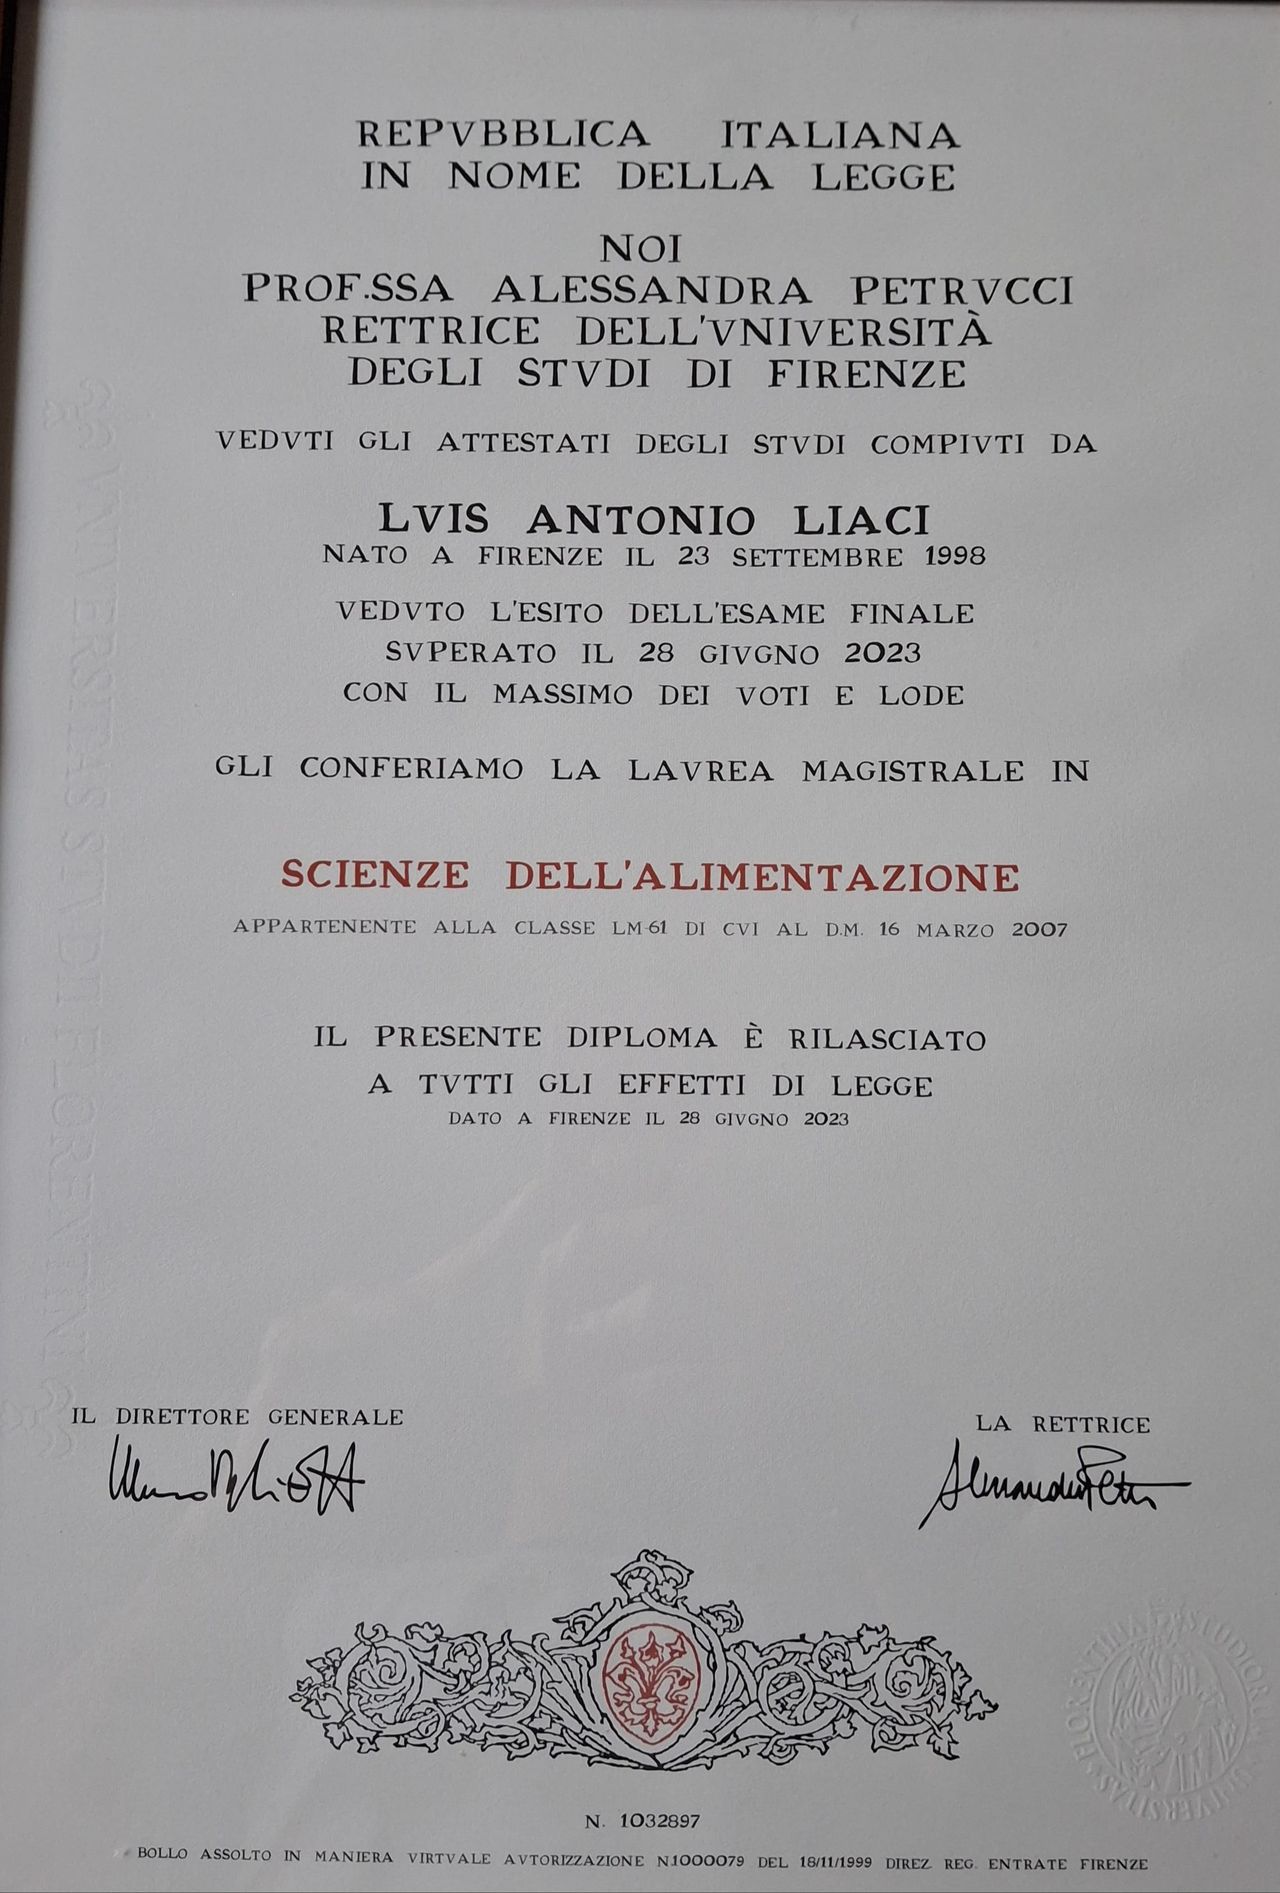 REPVBBLICA ITALIANA
IN NOME DELLA LEGGE
NOI
PROF.SSA ALESSANDRA PETRVCCI
RETTRICE DELL'VNIVERSITÀ
DEGLI STVDI DI FIRENZE
VEDVTI GLI ATTESTATI DEGLI STVDI COMPIVTI DA
LVIS ANTONIO LIACI
NATO A FIRENZE IL 23 SETTEMBRE 1998
VEDVTO L'ESITO DELL'ESAME FINALE
SVPERATO IL 28 GIVGNO 2023
CON IL MASSIMO DEI VOTI E LODE
GLI CONFERIAMO LA LAVREA MAGISTRALE IN
SCIENZE DELL'ALIMENTAZIONE
APPARTENENTE ALLA CLASSE LM-61 DI CVI AL D.M. 16 MARZO 2007
IL PRESENTE DIPLOMA È RILASCIATO
A TVTTI GLI EFFETTI DI LEGGE
DATO A FIRENZE IL 28 GIVGNO 2023
VNIVERSITAS STVDII FLORENTINI
IL DIRETTORE GENERALE
LA RETTRICE
N. 1032897
BOLLO ASSOLTO IN MANIERA VIRTVALE AVTORIZZAZIONE N.1000079 DEL 18/11/1999 DIREZ. REG. ENTRATE FIRENZE